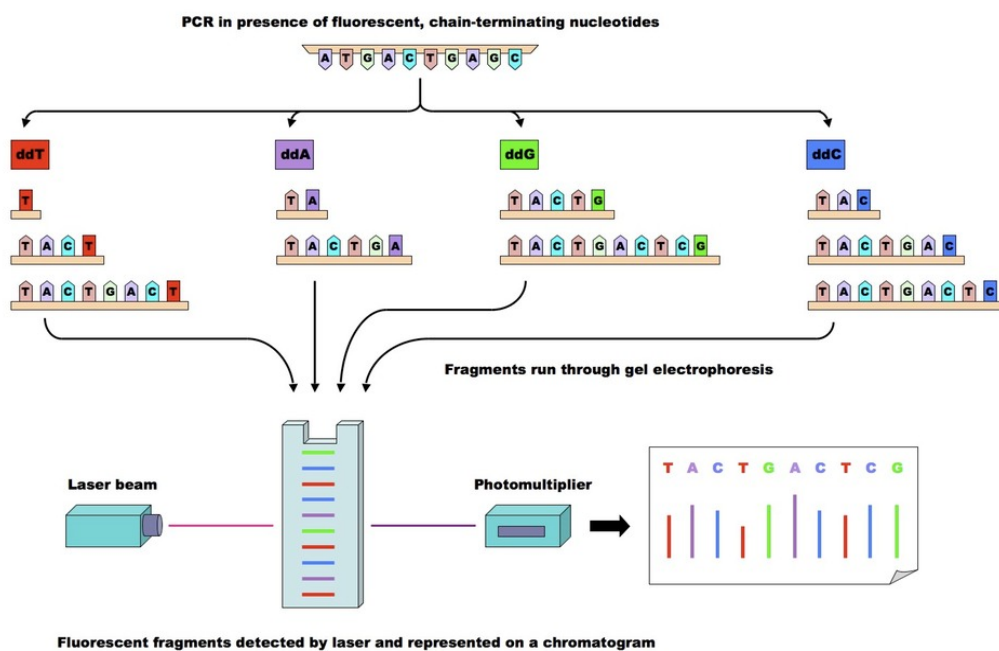 PCR in presence of fluorescent, chain-terminating nucleotides
A T G A C T G A G C
ddT
ddA
ddG
ddC
T
T A
T A C T G
T A C
T A C T
T A C T G A
T A C T G A C T C G
T A C T G A C
T A C T G A C T
T A C T G A C T C
Fragments run through gel electrophoresis
Laser beam
Photomultiplier
T A C T G A C T C G
Fluorescent fragments detected by laser and represented on a chromatogram